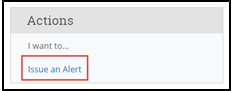 Actions
I want to...
Issue an Alert